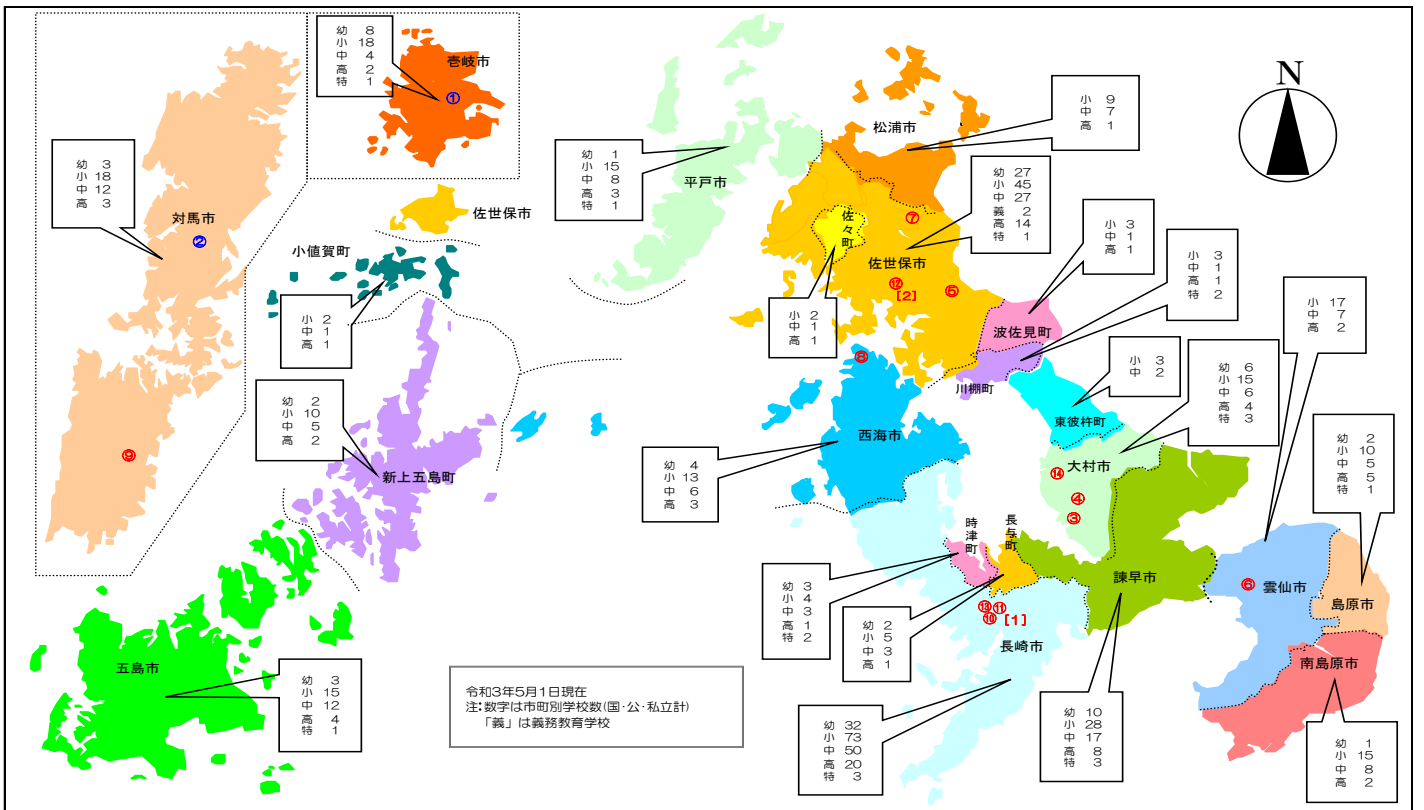 幼 8
小 18
中 4
高 2
特 1
壱岐市
①
N
幼 3
小 18
中 12
高 3
対馬市
②
⑨
佐世保市
小値賀町
小 2
中 1
高 1
幼 1
小 15
中 8
高 3
特 1
平戸市
松浦市
小 9
中 7
高 1
幼 27
小 45
中 27
義 2
高 14
特 1
⑦
佐々町
佐世保市
⑫
[2]
⑤
小 2
中 1
高 1
小 3
中 1
高 1
波佐見町
小 3
中 1
高 1
特 2
川棚町
小 3
中 2
東彼杵町
幼 6
小 15
中 6
高 4
特 3
大村市
⑭
④
③
小 17
中 7
高 2
幼 2
小 10
中 5
高 5
特 1
幼 2
小 10
中 5
高 2
新上五島町
⑧
西海市
幼 4
小 13
中 6
高 3
時津町
長与町
幼 3
小 4
中 3
高 1
特 2
幼 2
小 5
中 3
高 1
⑬
⑪
⑩
[1]
長崎市
諫早市
⑥
雲仙市
島原市
南島原市
五島市
幼 3
小 15
中 12
高 4
特 1
令和3年5月1日現在
注:数字は市町別学校数(国・公・私立計)
「義」は義務教育学校
幼 32
小 73
中 50
高 20
特 3
幼 10
小 28
中 17
高 8
特 3
幼 1
小 15
中 8
高 2